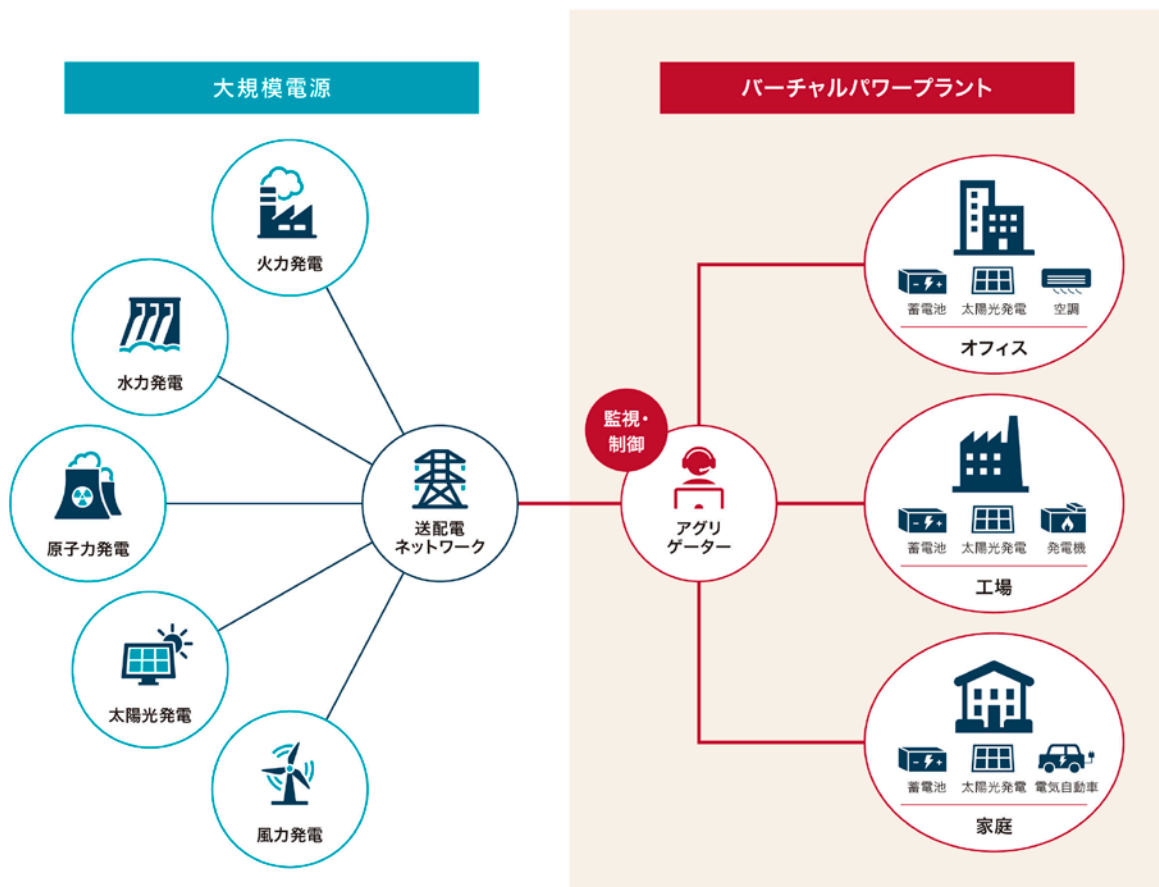 大規模電源
火力発電
水力発電
原子力発電
太陽光発電
風力発電
送配電
ネットワーク
バーチャルパワープラント
監視・
制御
アグリ
ゲーター
蓄電池 太陽光発電 空調
オフィス
蓄電池 太陽光発電 発電機
工場
蓄電池 太陽光発電 電気自動車
家庭